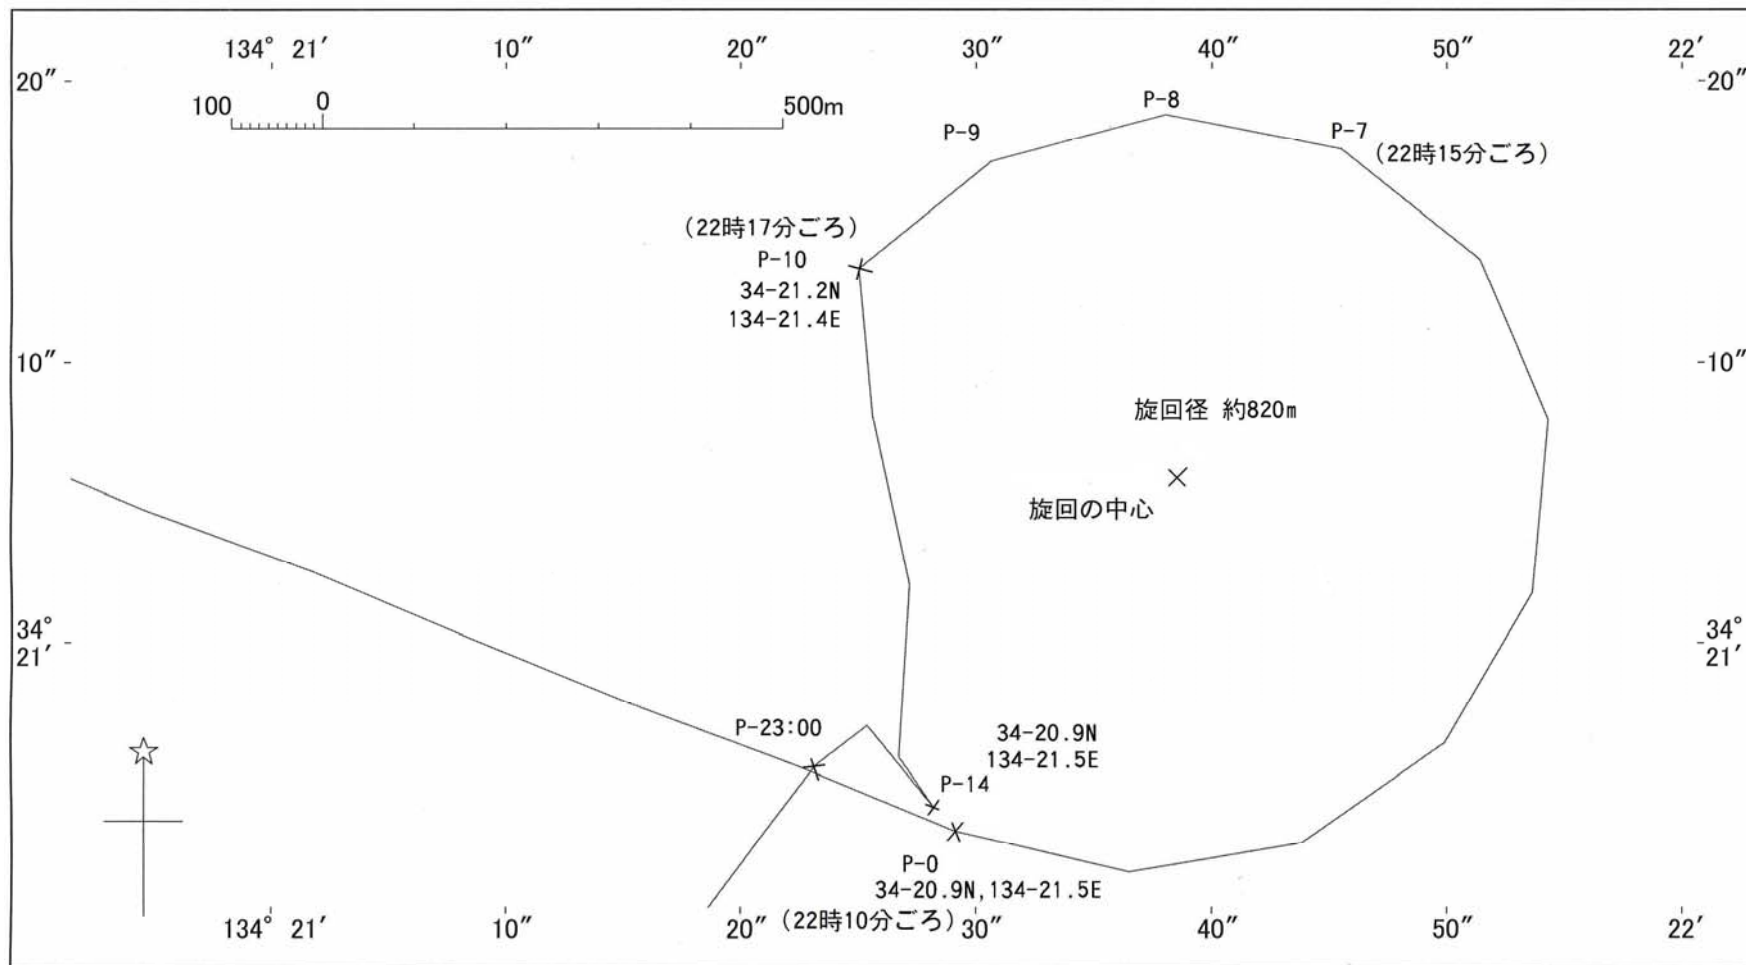 134° 21′ 10″ 20″ 30″ 40″ 50″ 22′
20″ 20″
100 0 500m
P-8
P-9
P-7
(22時15分ごろ)
(22時17分ごろ)
P-10
34-21.2N
134-21.4E
10″ 10″
旋回径 約820m
旋回の中心
34° 34°
21′ 21′
P-23:00
34-20.9N
134-21.5E
P-14
P-0
34-20.9N,134-21.5E
(22時10分ごろ)
134° 21′ 10″ 20″ 30″ 40″ 50″ 22′